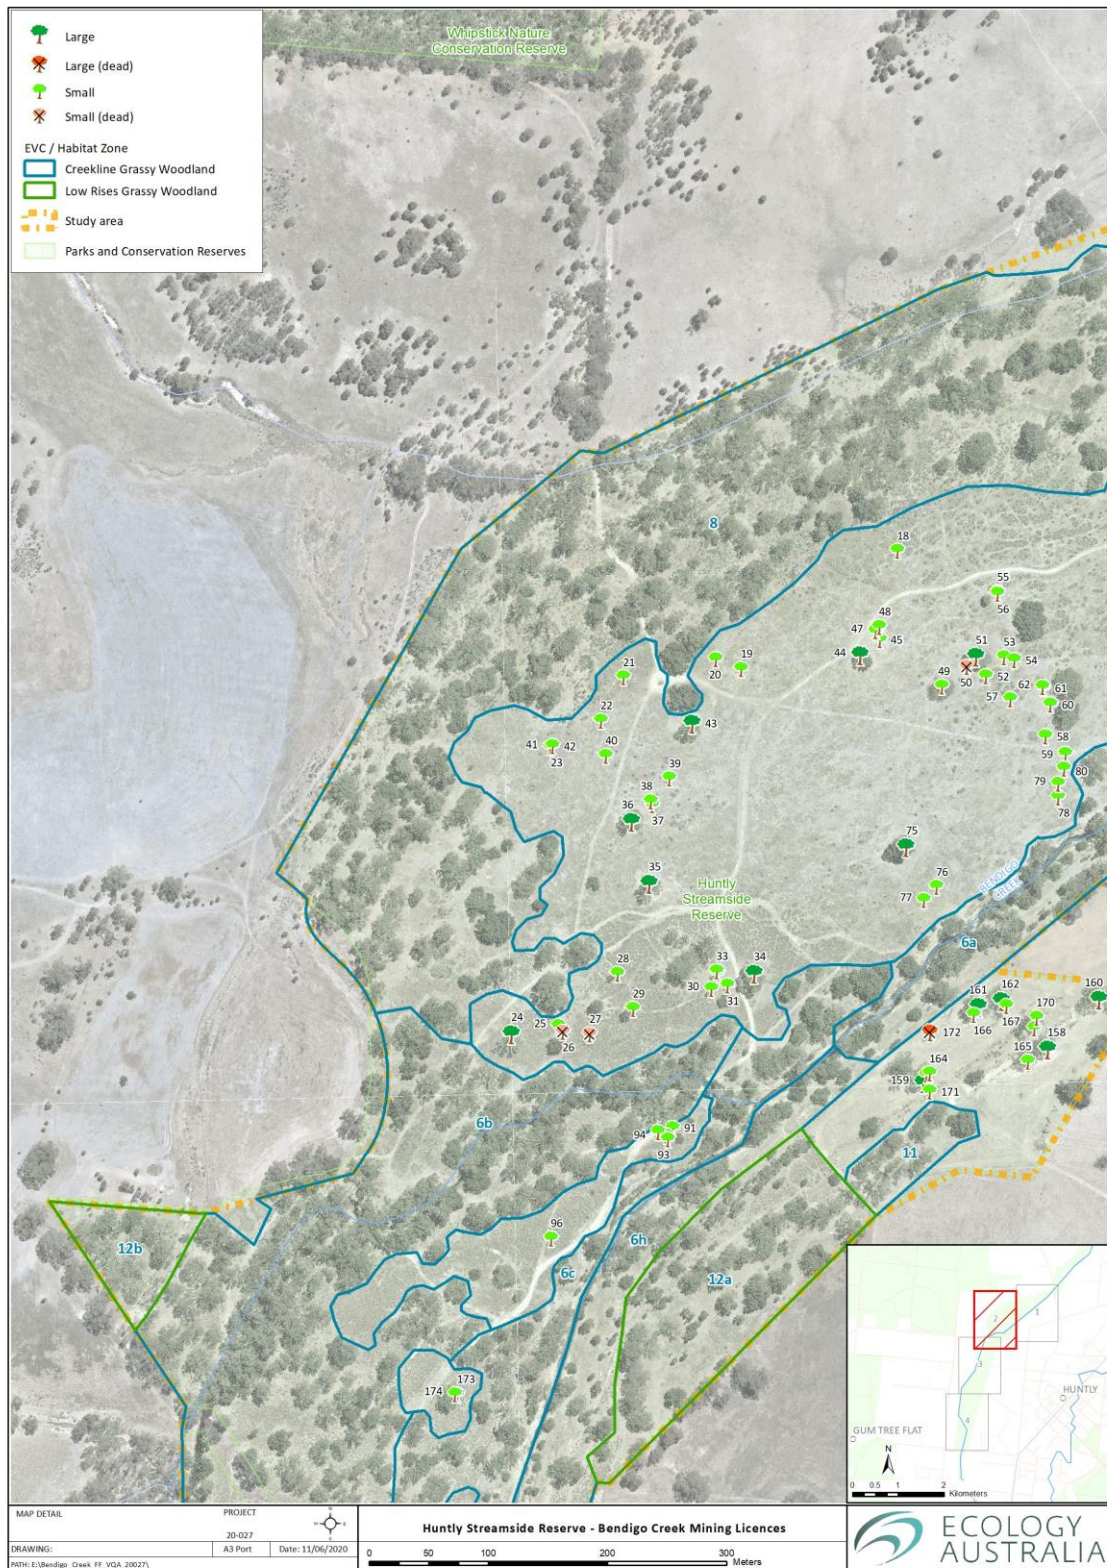 Large
Large (dead)
Small
Small (dead)
EVC / Habitat Zone
Creekline Grassy Woodland
Low Rises Grassy Woodland
Study area
Parks and Conservation Reserves
Whipstick Nature
Conservation Reserve
8
18
55
56
48
47
45
44
51
53
54
50
52
49
57
62
61
60
58
59
80
79
78
19
20
21
22
43
41
42
23
40
39
38
37
36
35
75
76
77
BENDIGO
CREEK
Huntly
Streamside
Reserve
6a
28
33
34
30
31
29
24
25
26
27
161
162
160
166
167
170
172
158
165
164
159
171
11
6b
94
91
93
96
6h
6c
12b
12a
173
174
1
2
3
4
HUNTLY
GUM TREE FLAT
N
0 0.5 1 2
Kilometers
MAP DETAIL
PROJECT
20-027
DRAWING:
A3 Port
Date: 11/06/2020
PATH: E:\Bendigo_Creek_FF_VQA_20027\
Huntly Streamside Reserve - Bendigo Creek Mining Licences
0 50 100 200 300
Meters
ECOLOGY
AUSTRALIA